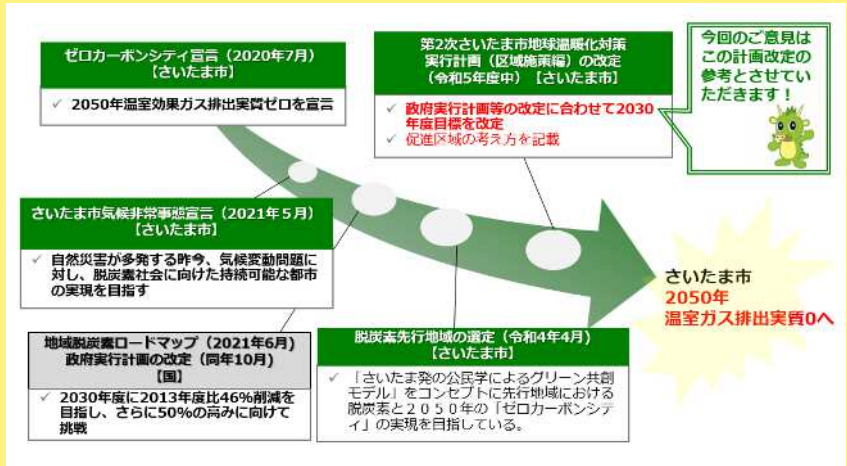 ゼロカーボンシティ宣言(2020年7月)
【さいたま市】
✓ 2050年温室効果ガス排出実質ゼロを宣言
第2次さいたま市地球温暖化対策
実行計画(区域施策編)の改定
(令和5年度中)【さいたま市】
✓ 政府実行計画等の改定に合わせて2030
年度目標を改定
✓ 促進区域の考え方を記載
今回のご意見は
この計画改定の
参考とさせてい
ただきます!
さいたま市気候非常事態宣言(2021年5月)
【さいたま市】
✓ 自然災害が多発する昨今、気候変動問題に
対し、脱炭素社会に向けた持続可能な都市
の実現を目指す
地域脱炭素ロードマップ(2021年6月)
政府実行計画の改定(同年10月)
【国】
✓ 2030年度に2013年度比46%削減を
目指し、さらに50%の高みに向けて
挑戦
脱炭素先行地域の選定(令和4年4月)
【さいたま市】
✓ 「さいたま発の公民学によるグリーン共創
モデル」をコンセプトに先行地域における
脱炭素と2050年の「ゼロカーボンシテ
ィ」の実現を目指している。
さいたま市
2050年
温室ガス排出実質0へ